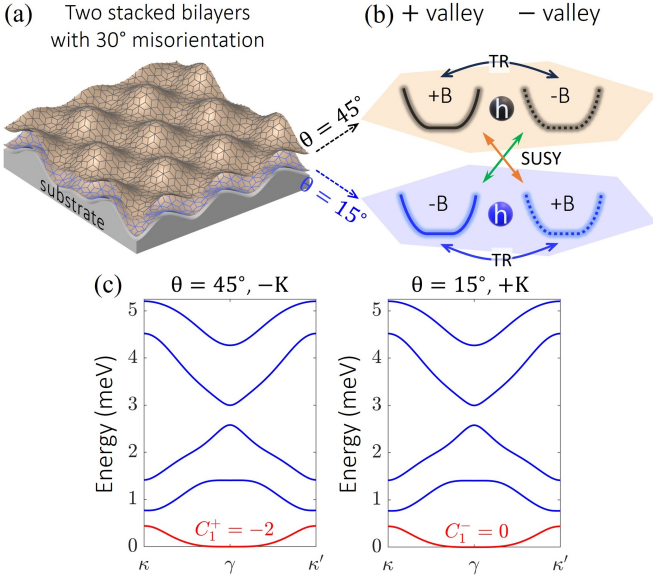 (a) Two stacked bilayers
with 30° misorientation
substrate
θ = 45°
θ = 15°
(b) + valley − valley
TR
+B h -B
SUSY
-B h +B
TR
(c) θ = 45°, −K θ = 15°, +K
Energy (meV)
5
4
3
2
1
0
C₁⁺ = −2
κ γ κ′
Energy (meV)
5
4
3
2
1
0
C₁⁻ = 0
κ γ κ′